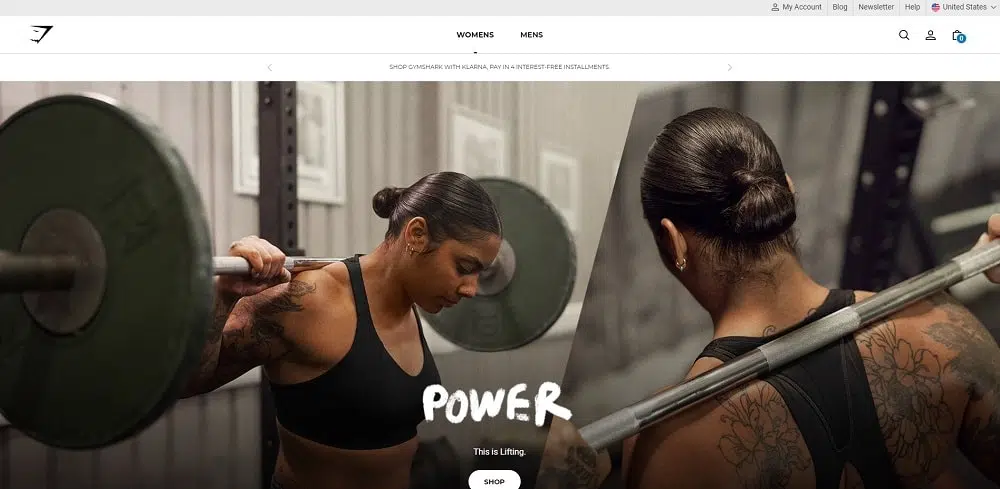 My Account Blog Newsletter Help United States
WOMENS MENS
0
SHOP GYMSHARK WITH KLARNA, PAY IN 4 INTEREST-FREE INSTALLMENTS.
POWER
This is Lifting.
SHOP